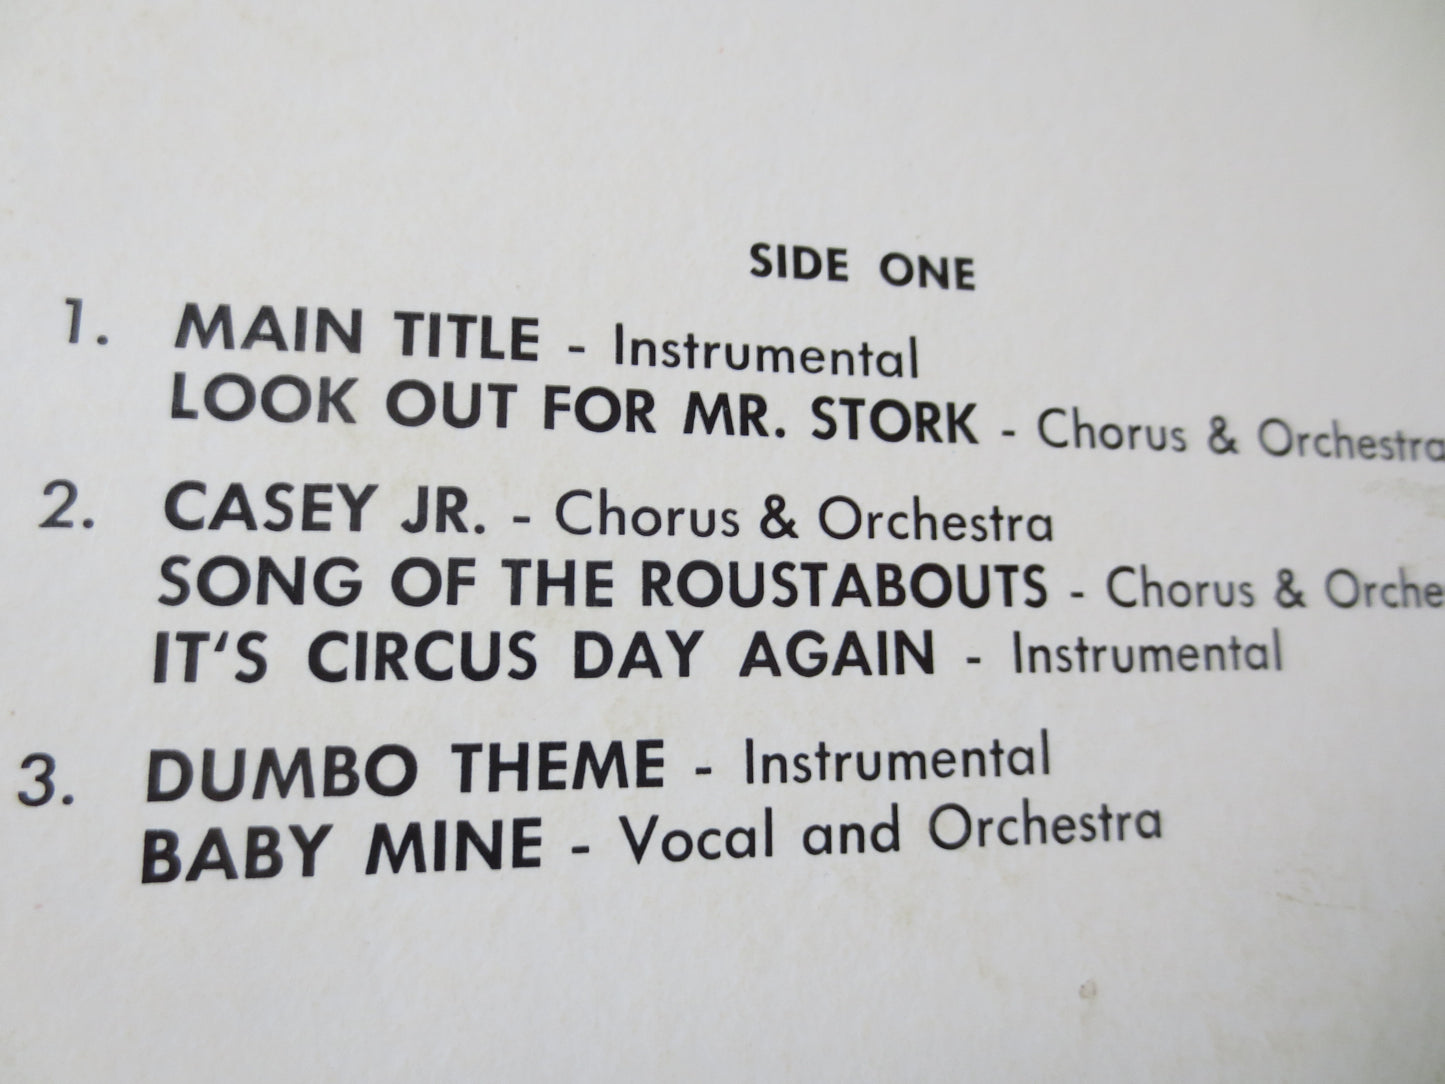 SIDE ONE
1. MAIN TITLE - Instrumental
LOOK OUT FOR MR. STORK - Chorus & Orchestra
2. CASEY JR. - Chorus & Orchestra
SONG OF THE ROUSTABOUTS - Chorus & Orche
IT'S CIRCUS DAY AGAIN - Instrumental
3. DUMBO THEME - Instrumental
BABY MINE - Vocal and Orchestra